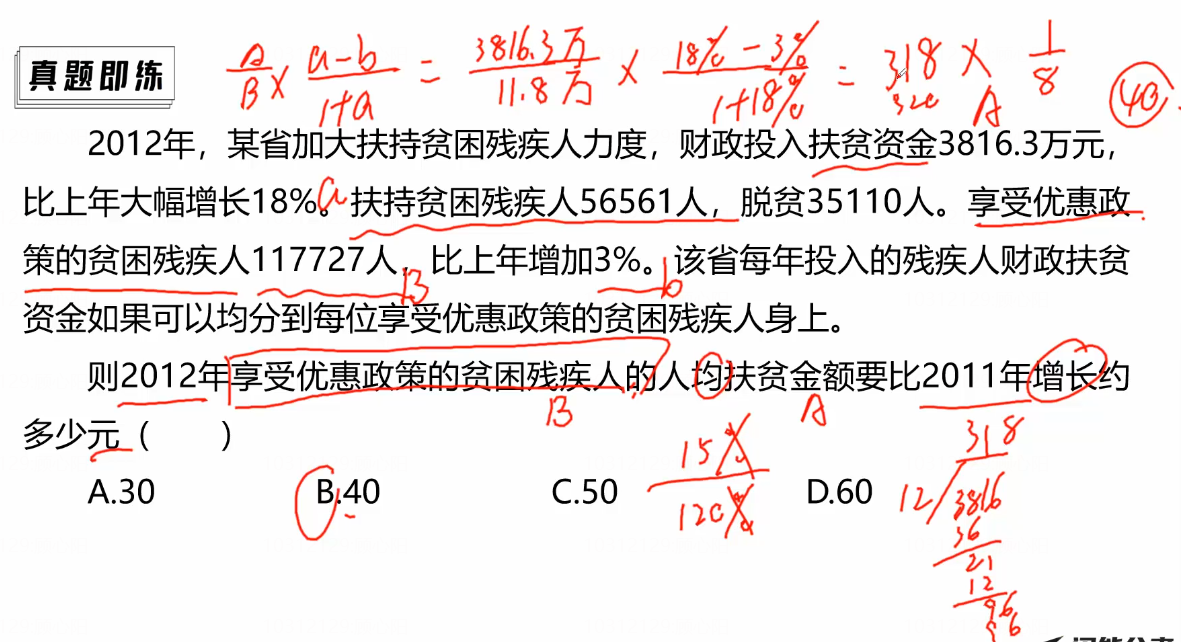 真题即练
A/B × a-b/1+a = 3816.3万/11.8万 × 18%-3%/1+18% = 318 × 1/8
320 A 40
2012年，某省加大扶持贫困残疾人力度，财政投入扶贫资金3816.3万元，
比上年大幅增长18%。a扶持贫困残疾人56561人，脱贫35110人。享受优惠政
策的贫困残疾人117727人，比上年增加3%。该省每年投入的残疾人财政扶贫
B b
资金如果可以均分到每位享受优惠政策的贫困残疾人身上。
则2012年享受优惠政策的贫困残疾人的人均扶贫金额要比2011年增长约
B A
多少元（ ）
A.30 B.40 C.50 D.60
15%/120%
318
12/3816
36
21
12
96
96